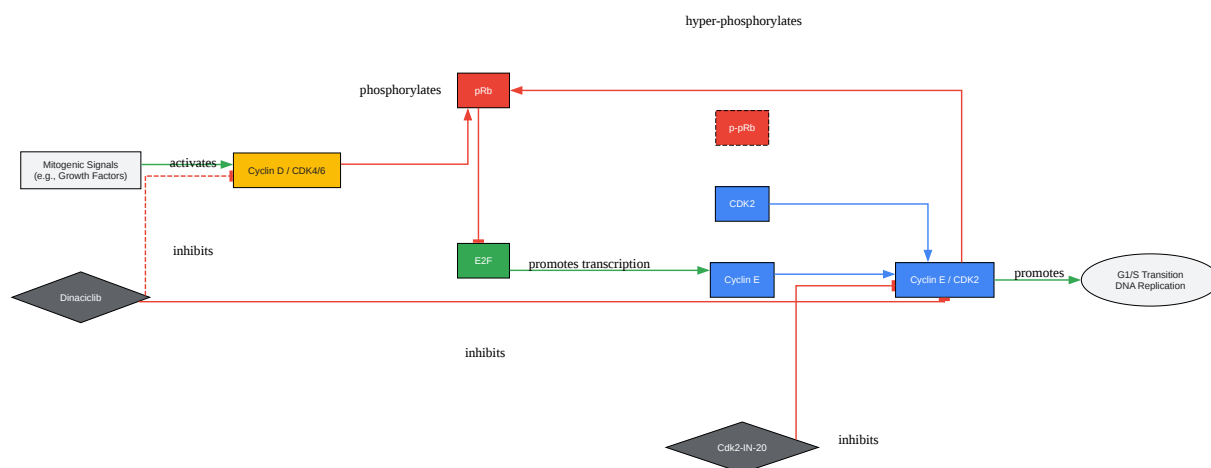 hyper-phosphorylates
phosphorylates
pRb
p-pRb
Mitogenic Signals
(e.g., Growth Factors)
activates
Cyclin D / CDK4/6
CDK2
inhibits
E2F
promotes transcription
Cyclin E
Cyclin E / CDK2
promotes
G1/S Transition
DNA Replication
Dinaciclib
inhibits
Cdk2-IN-20
inhibits